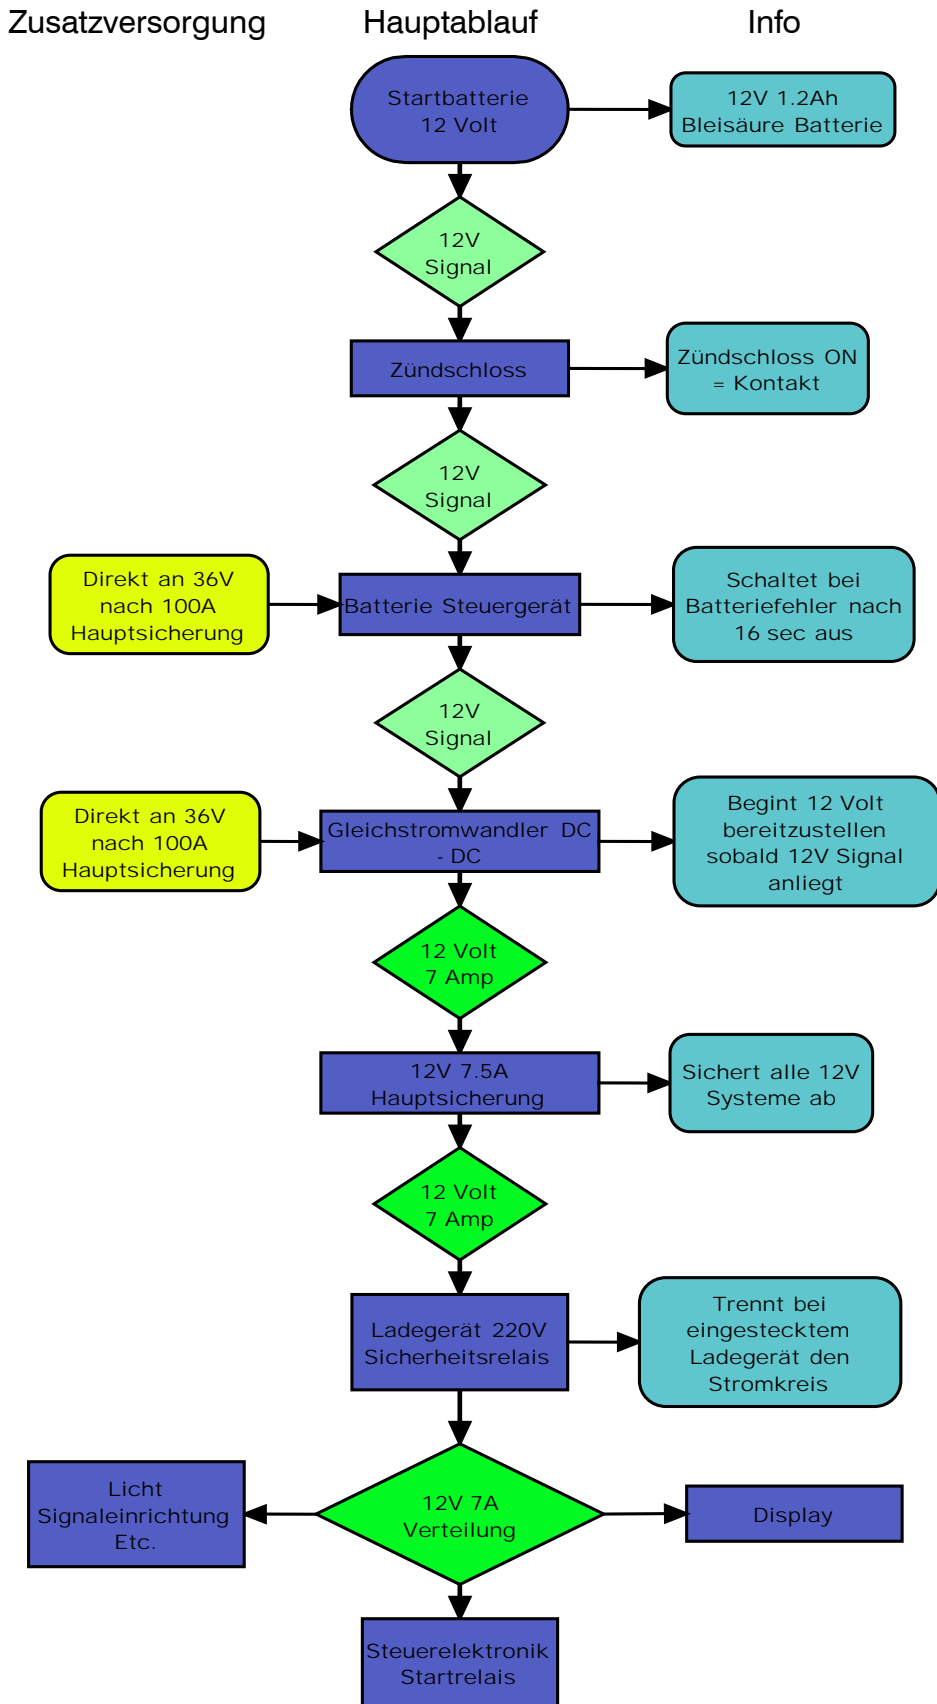 Zusatzversorgung
Hauptablauf
Info
Startbatterie
12 Volt
12V 1.2Ah
Bleisäure Batterie
12V
Signal
Zündschloss
Zündschloss ON
= Kontakt
12V
Signal
Direkt an 36V
nach 100A
Hauptsicherung
Batterie Steuergerät
Schaltet bei
Batteriefehler nach
16 sec aus
12V
Signal
Direkt an 36V
nach 100A
Hauptsicherung
Gleichstromwandler DC
- DC
Begint 12 Volt
bereitzustellen
sobald 12V Signal
anliegt
12 Volt
7 Amp
12V 7.5A
Hauptsicherung
Sichert alle 12V
Systeme ab
12 Volt
7 Amp
Ladegerät 220V
Sicherheitsrelais
Trennt bei
eingestecktem
Ladegerät den
Stromkreis
Licht
Signaleinrichtung
Etc.
12V 7A
Verteilung
Display
Steuerelektronik
Startrelais